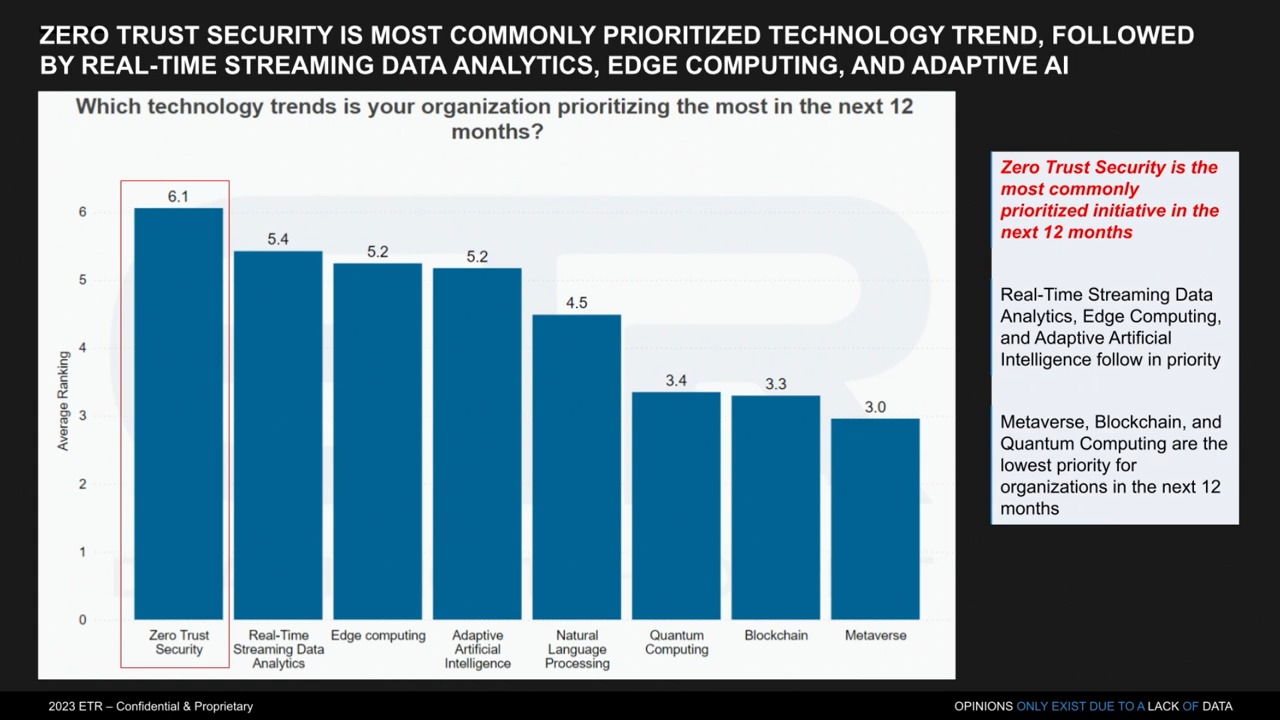 ZERO TRUST SECURITY IS MOST COMMONLY PRIORITIZED TECHNOLOGY TREND, FOLLOWED
BY REAL-TIME STREAMING DATA ANALYTICS, EDGE COMPUTING, AND ADAPTIVE AI
Which technology trends is your organization prioritizing the most in the next 12
months?
Average Ranking
6
5
4
3
2
1
0
6.1
5.4
5.2
5.2
4.5
3.4
3.3
3.0
Zero Trust
Security
Real-Time
Streaming Data
Analytics
Edge computing
Adaptive
Artificial
Intelligence
Natural
Language
Processing
Quantum
Computing
Blockchain
Metaverse
Zero Trust Security is the
most commonly
prioritized initiative in the
next 12 months
Real-Time Streaming Data
Analytics, Edge Computing,
and Adaptive Artificial
Intelligence follow in priority
Metaverse, Blockchain, and
Quantum Computing are the
lowest priority for
organizations in the next 12
months
2023 ETR – Confidential & Proprietary
OPINIONS ONLY EXIST DUE TO A LACK OF DATA